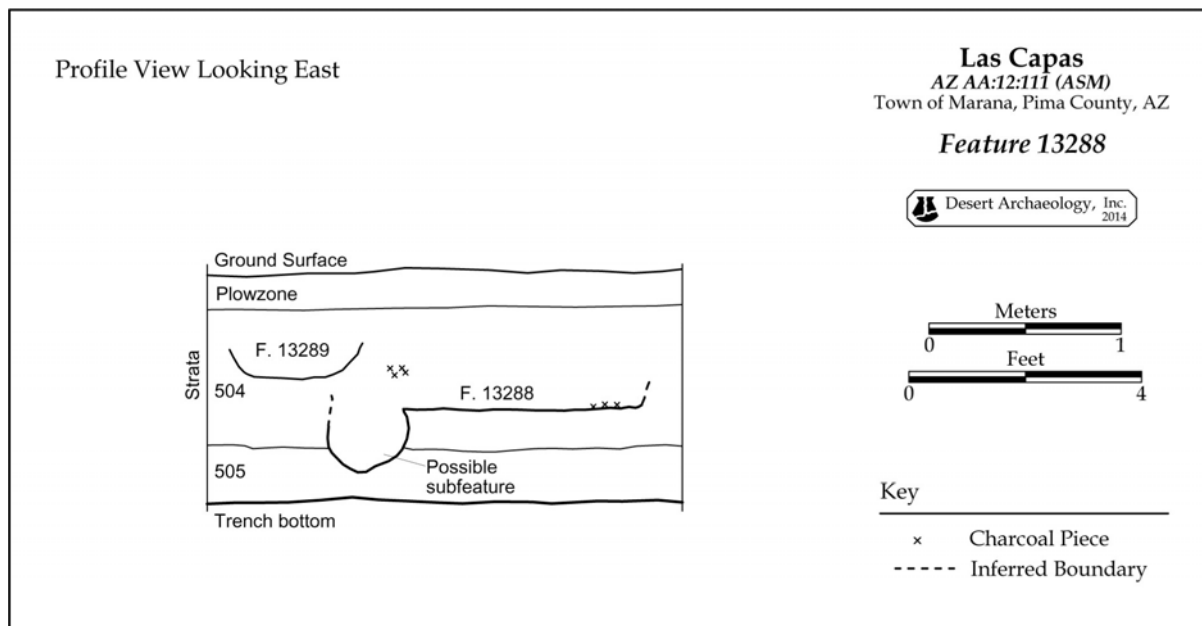 Profile View Looking East
Las Capas
AZ AA:12:111 (ASM)
Town of Marana, Pima County, AZ
Feature 13288
Desert Archaeology, Inc.
2014
Ground Surface
Plowzone
Strata
F. 13289
504
F. 13288
505
Possible
subfeature
Trench bottom
Meters
0 1
Feet
0 4
Key
× Charcoal Piece
Inferred Boundary